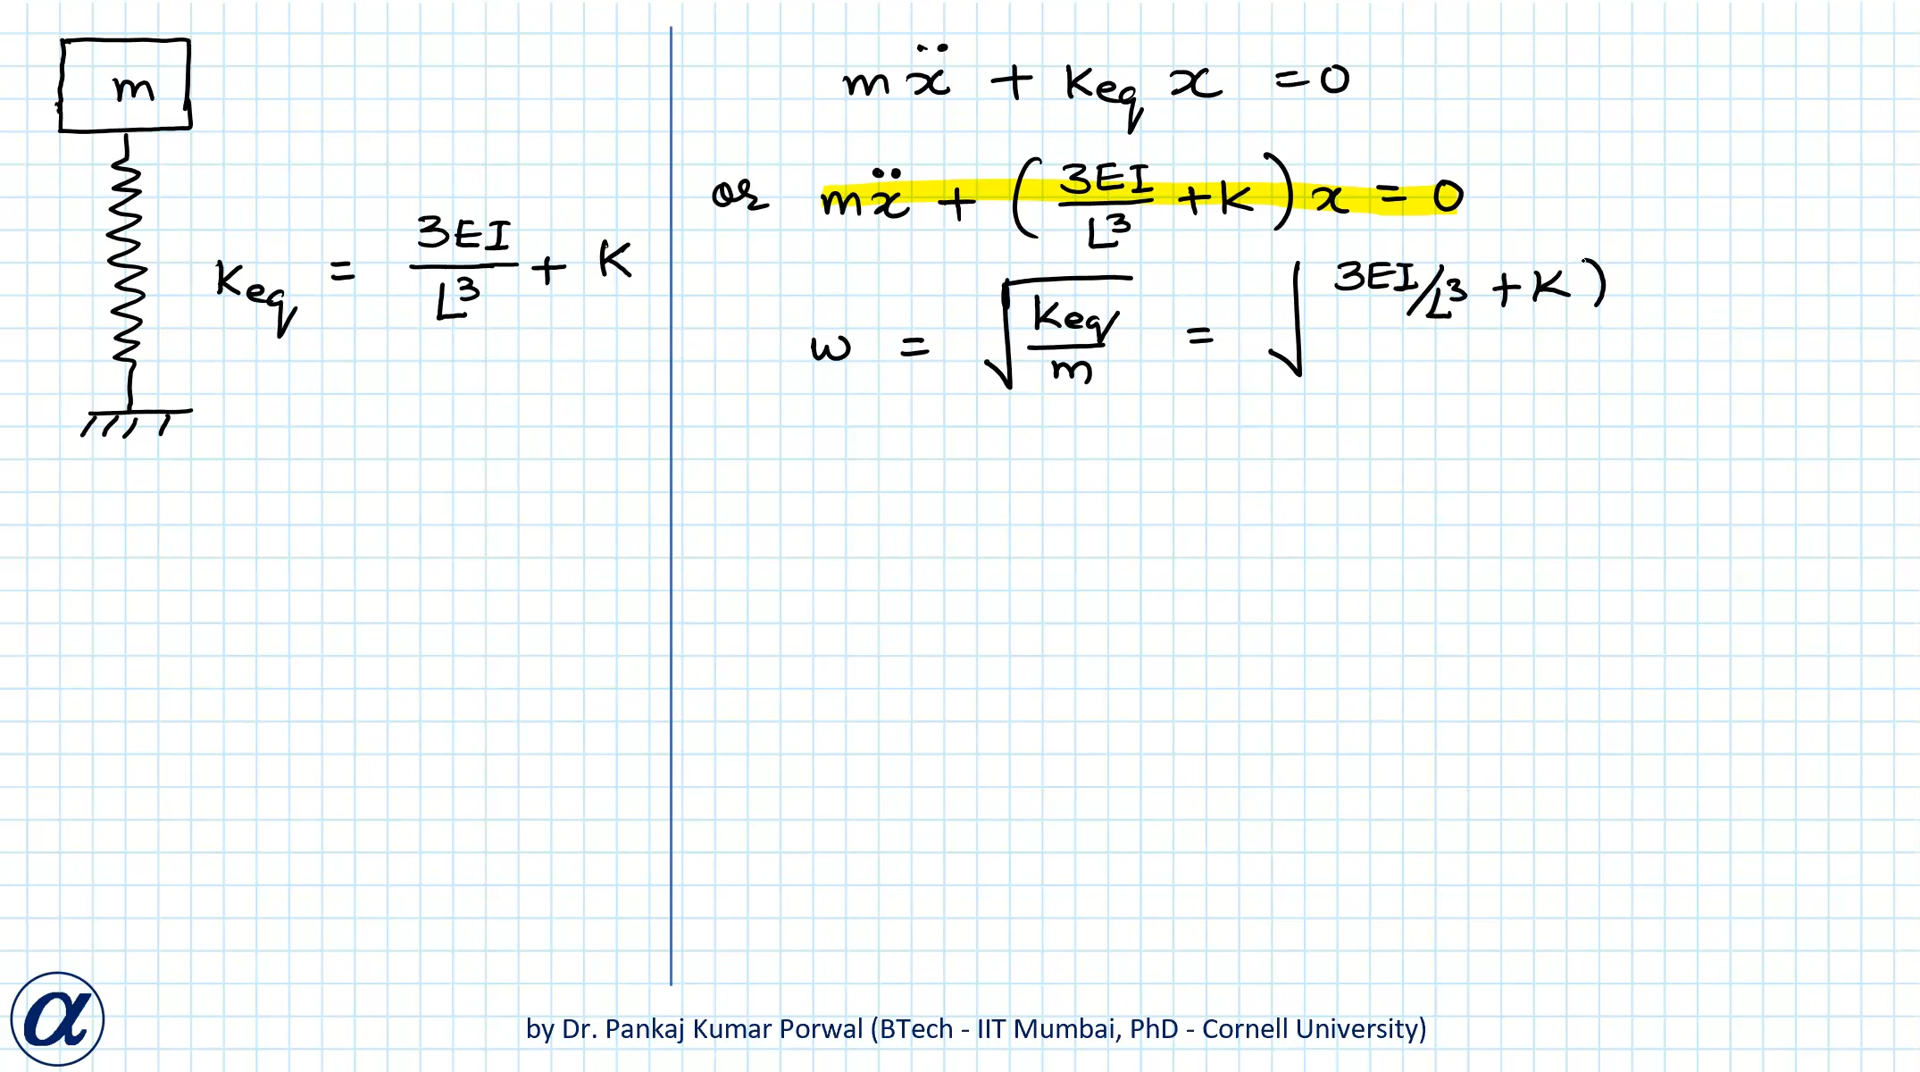 m
Keq = 3EI/L³ + K
mẍ + Keq x = 0
or mẍ + (3EI/L³ + K) x = 0
w = √(Keq/m) = √ 3EI/L³ + K)
α
by Dr. Pankaj Kumar Porwal (BTech - IIT Mumbai, PhD - Cornell University)